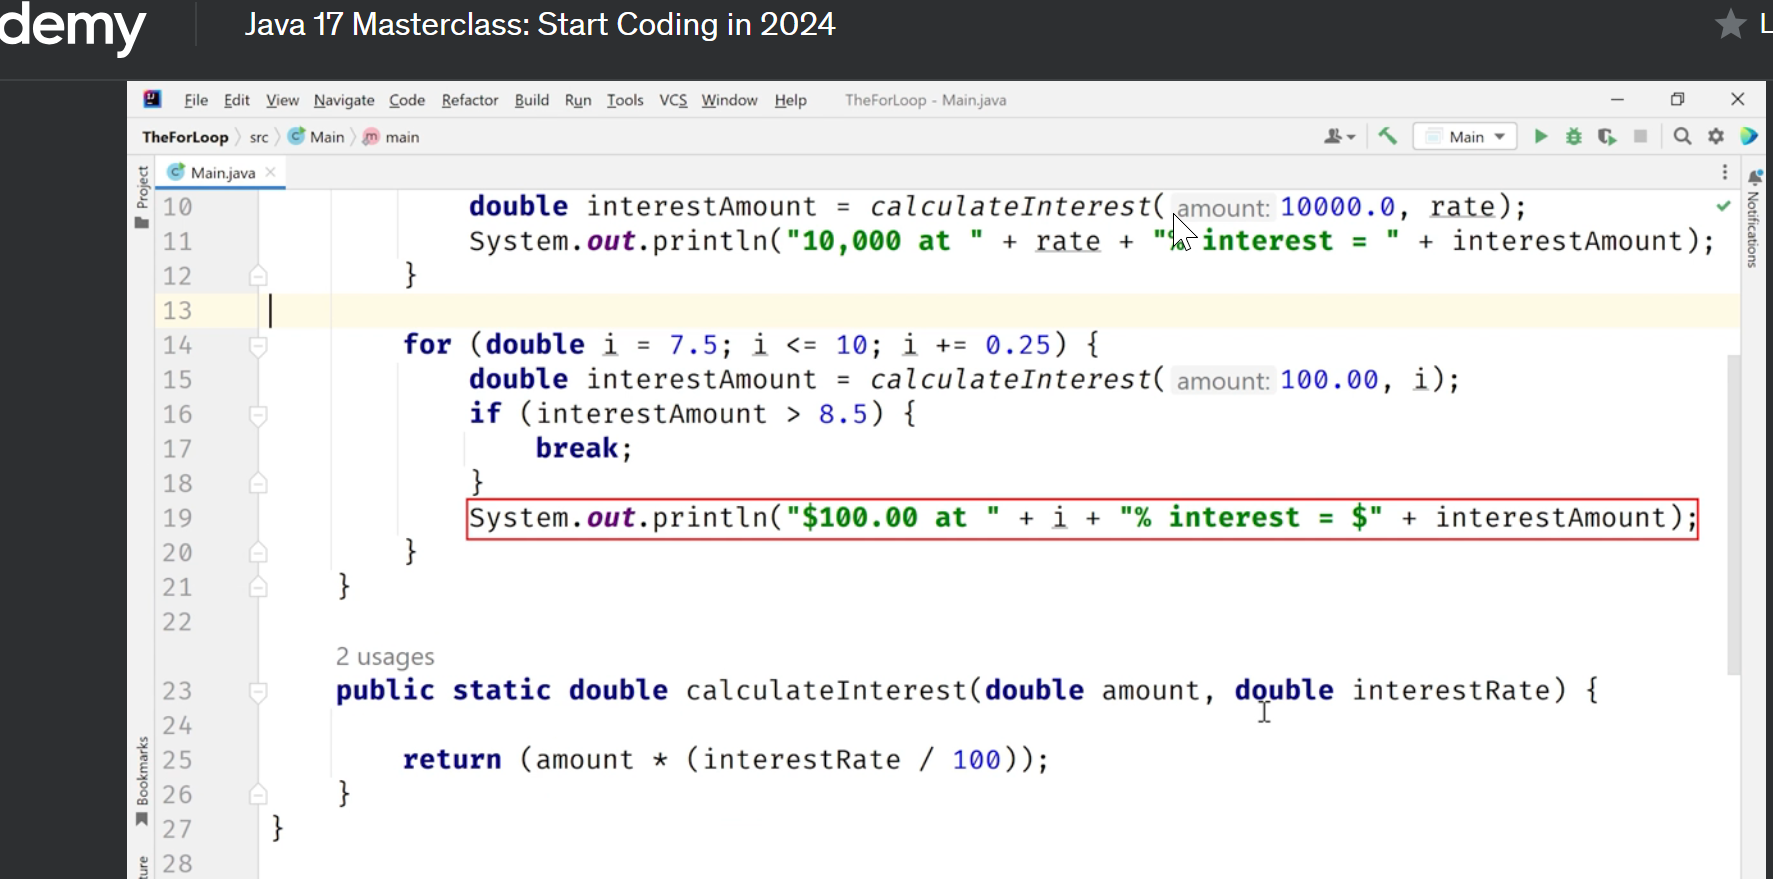 demy Java 17 Masterclass: Start Coding in 2024 L
File Edit View Navigate Code Refactor Build Run Tools VCS Window Help TheForLoop - Main.java
TheForLoop src Main main Main
Project
Main.java
Notifications
10 double interestAmount = calculateInterest( amount: 10000.0, rate);
11 System.out.println("10,000 at " + rate + "% interest = " + interestAmount);
12 }
13
14 for (double i = 7.5; i <= 10; i += 0.25) {
15 double interestAmount = calculateInterest( amount: 100.00, i);
16 if (interestAmount > 8.5) {
17 break;
18 }
19 System.out.println("$100.00 at " + i + "% interest = $" + interestAmount);
20 }
21 }
22
2 usages
23 public static double calculateInterest(double amount, double interestRate) {
24
25 return (amount * (interestRate / 100));
26 }
27 }
28
Bookmarks
ture